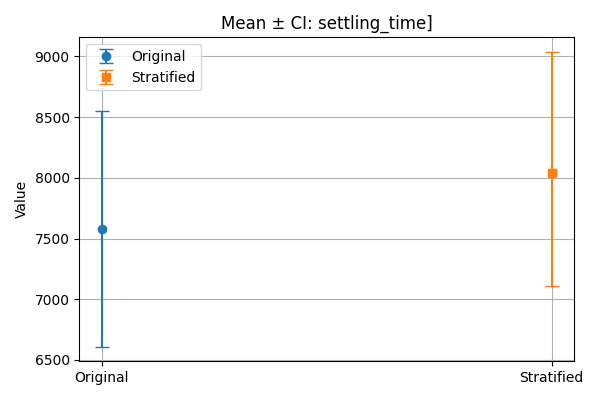 Mean ± CI: settling_time]
Original
Stratified
Value
9000
8500
8000
7500
7000
6500
Original
Stratified